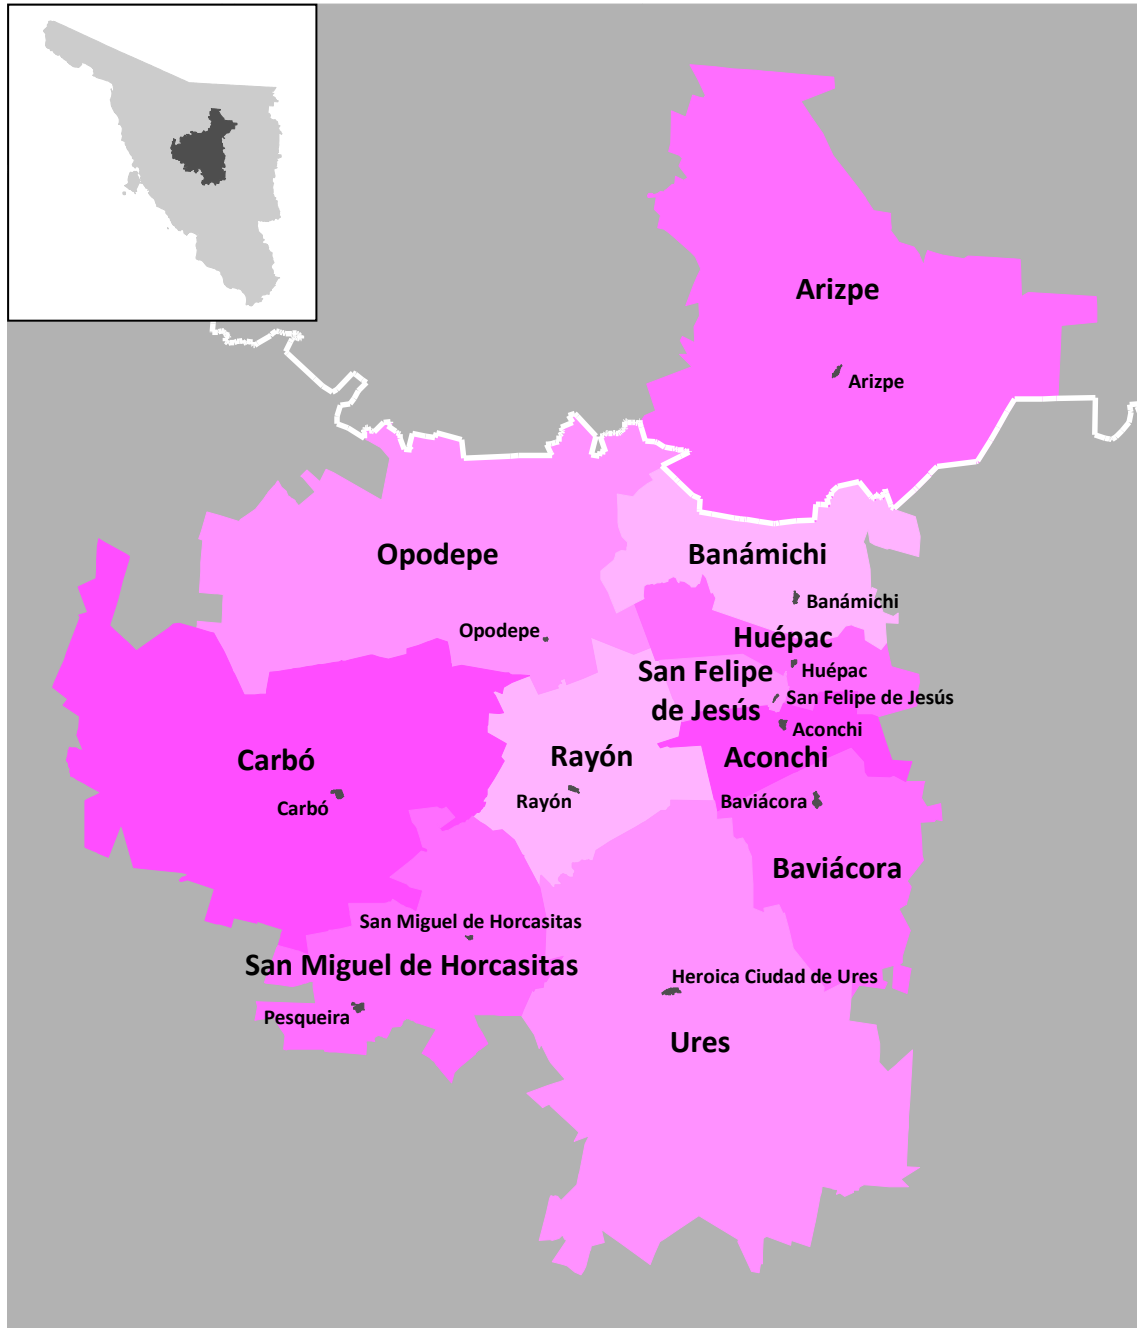 Arizpe
Arizpe
Opodepe
Banámichi
Banámichi
Opodepe
Huépac
San Felipe
de Jesús
Huépac
San Felipe de Jesús
Aconchi
Carbó
Rayón
Aconchi
Carbó
Rayón
Baviácora
Baviácora
San Miguel de Horcasitas
San Miguel de Horcasitas
Heroica Ciudad de Ures
Pesqueira
Ures